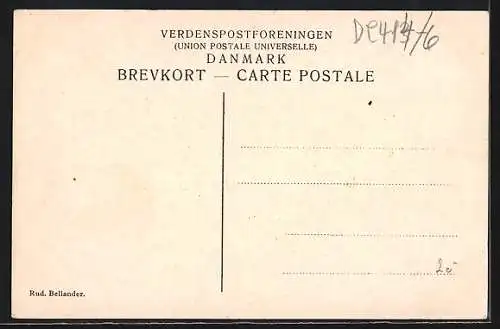 VERDENSPOSTFORENINGEN
(UNION POSTALE UNIVERSELLE)
DANMARK
BREVKORT — CARTE POSTALE
Rud. Bellander.